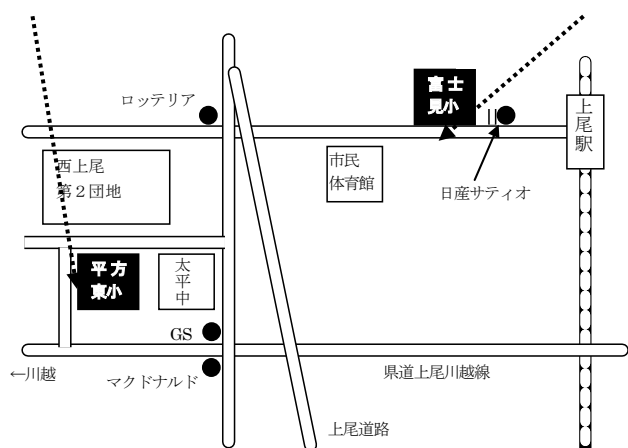 富士
見小
ロッテリア
上尾駅
西上尾
第２団地
市民
体育館
日産サティオ
平方
東小
太平中
GS
←川越
マクドナルド
県道上尾川越線
上尾道路